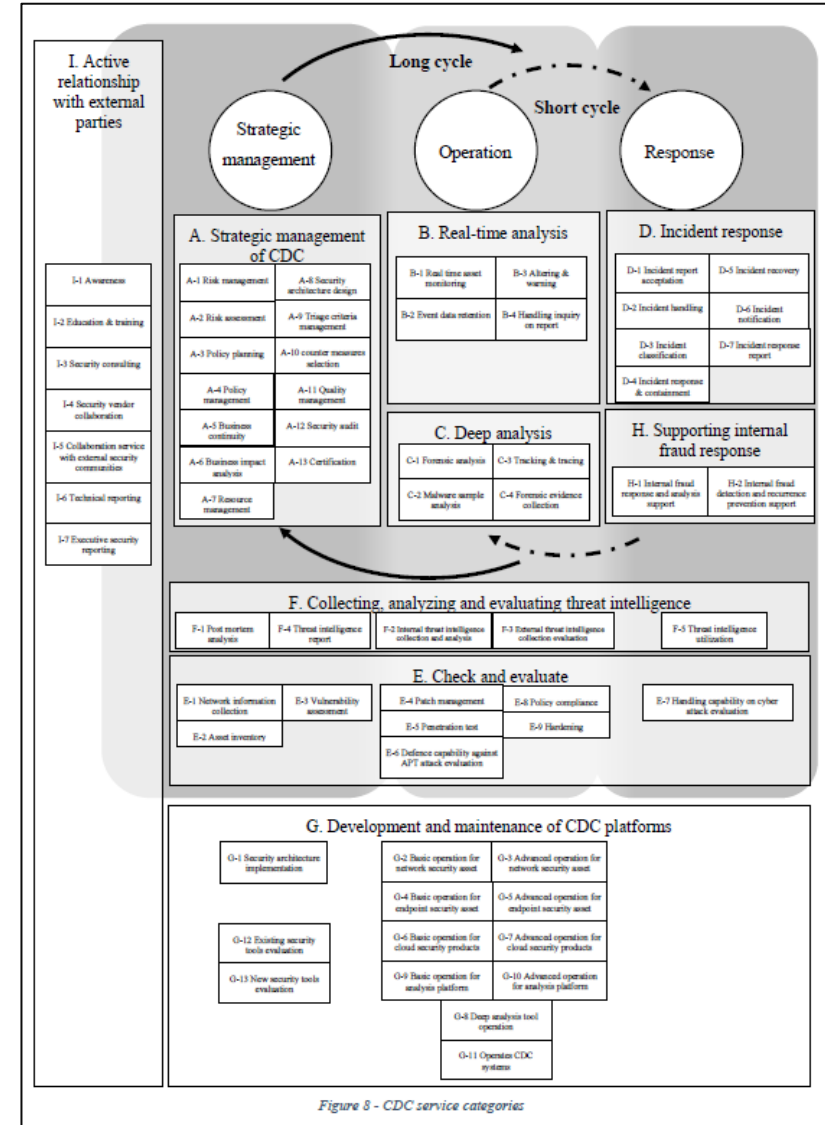 I. Active
relationship
with external
parties
Long cycle
Short cycle
Strategic
management
Operation
Response
I-1 Awareness
I-2 Education & training
I-3 Security consulting
I-4 Security vendor
collaboration
I-5 Collaboration service
with external security
communities
I-6 Technical reporting
I-7 Executive security
reporting
A. Strategic management
of CDC
A-1 Risk management
A-2 Risk assessment
A-3 Policy planning
A-4 Policy
management
A-5 Business
continuity
A-6 Business impact
analysis
A-7 Resource
management
A-8 Security
architecture design
A-9 Triage criteria
management
A-10 counter measures
selection
A-11 Quality
management
A-12 Security audit
A-13 Certification
B. Real-time analysis
B-1 Real time asset
monitoring
B-2 Event data retention
B-3 Altering &
warning
B-4 Handling inquiry
on report
C. Deep analysis
C-1 Forensic analysis
C-2 Malware sample
analysis
C-3 Tracking & tracing
C-4 Forensic evidence
collection
D. Incident response
D-1 Incident report
acceptation
D-2 Incident handling
D-3 Incident
classification
D-4 Incident response
& containment
D-5 Incident recovery
D-6 Incident
notification
D-7 Incident response
report
H. Supporting internal
fraud response
H-1 Internal fraud
response and analysis
support
H-2 Internal fraud
detection and recurrence
prevention support
F. Collecting, analyzing and evaluating threat intelligence
F-1 Post mortem
analysis
F-4 Threat intelligence
report
F-2 Internal threat intelligence
collection and analysis
F-3 External threat intelligence
collection evaluation
F-5 Threat intelligence
utilization
E. Check and evaluate
E-1 Network information
collection
E-2 Asset inventory
E-3 Vulnerability
assessment
E-4 Patch management
E-5 Penetration test
E-6 Defence capability against
APT attack evaluation
E-8 Policy compliance
E-9 Hardening
E-7 Handling capability on cyber
attack evaluation
G. Development and maintenance of CDC platforms
G-1 Security architecture
implementation
G-12 Existing security
tools evaluation
G-13 New security tools
evaluation
G-2 Basic operation for
network security asset
G-3 Advanced operation for
network security asset
G-4 Basic operation for
endpoint security asset
G-5 Advanced operation for
endpoint security asset
G-6 Basic operation for
cloud security products
G-7 Advanced operation for
cloud security products
G-9 Basic operation for
analysis platform
G-10 Advanced operation
for analysis platform
G-8 Deep analysis tool
operation
G-11 Operates CDC
systems
Figure 8 - CDC service categories